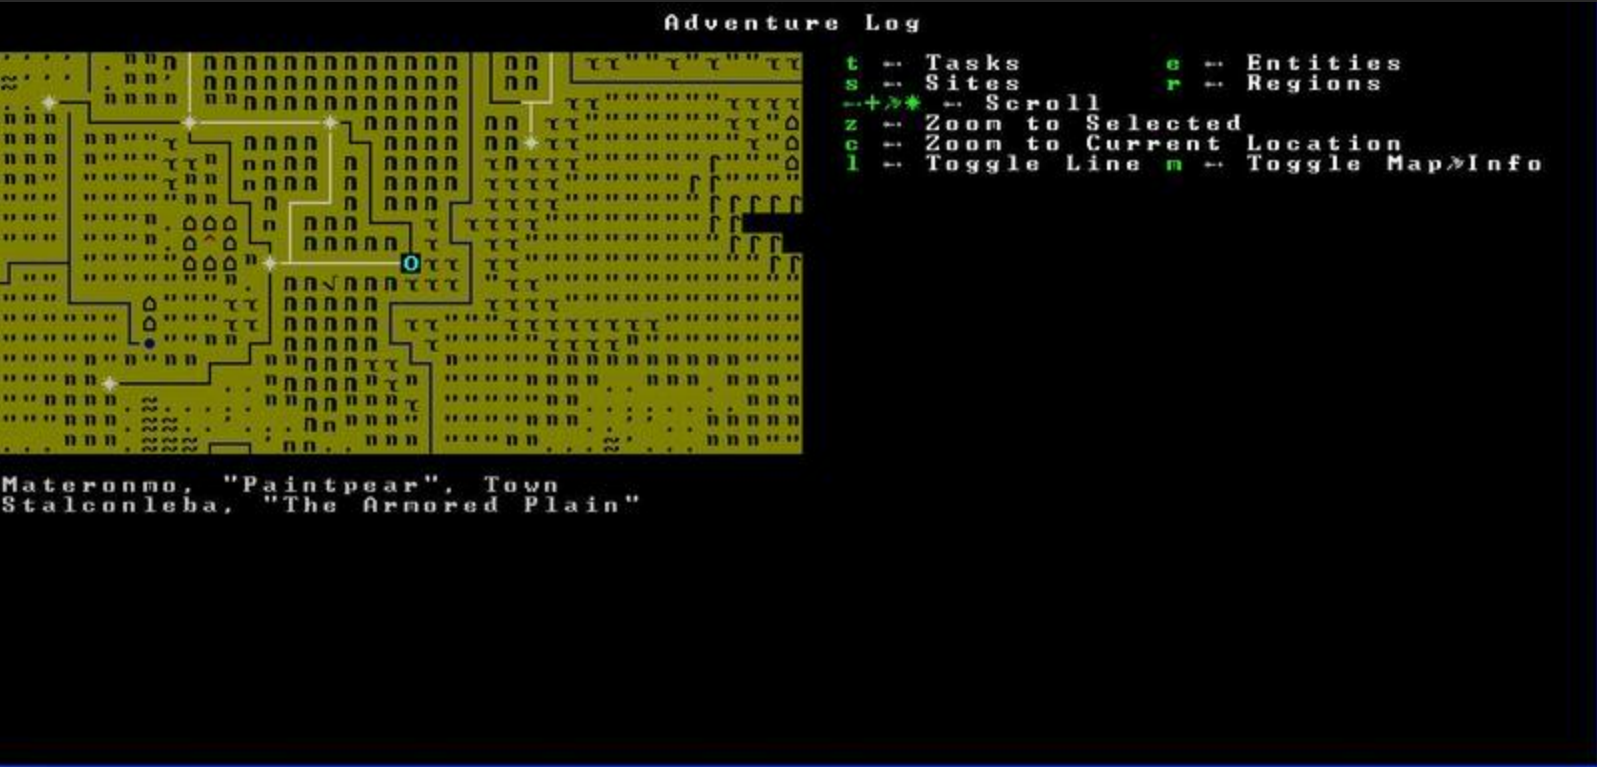 Adventure Log
t ← Tasks e ← Entities
s ← Sites r ← Regions
←+»* ← Scroll
z ← Zoom to Selected
c ← Zoom to Current Location
l ← Toggle Line m ← Toggle Map»Info
Materonmo, "Paintpear", Town
Stalconleba, "The Armored Plain"